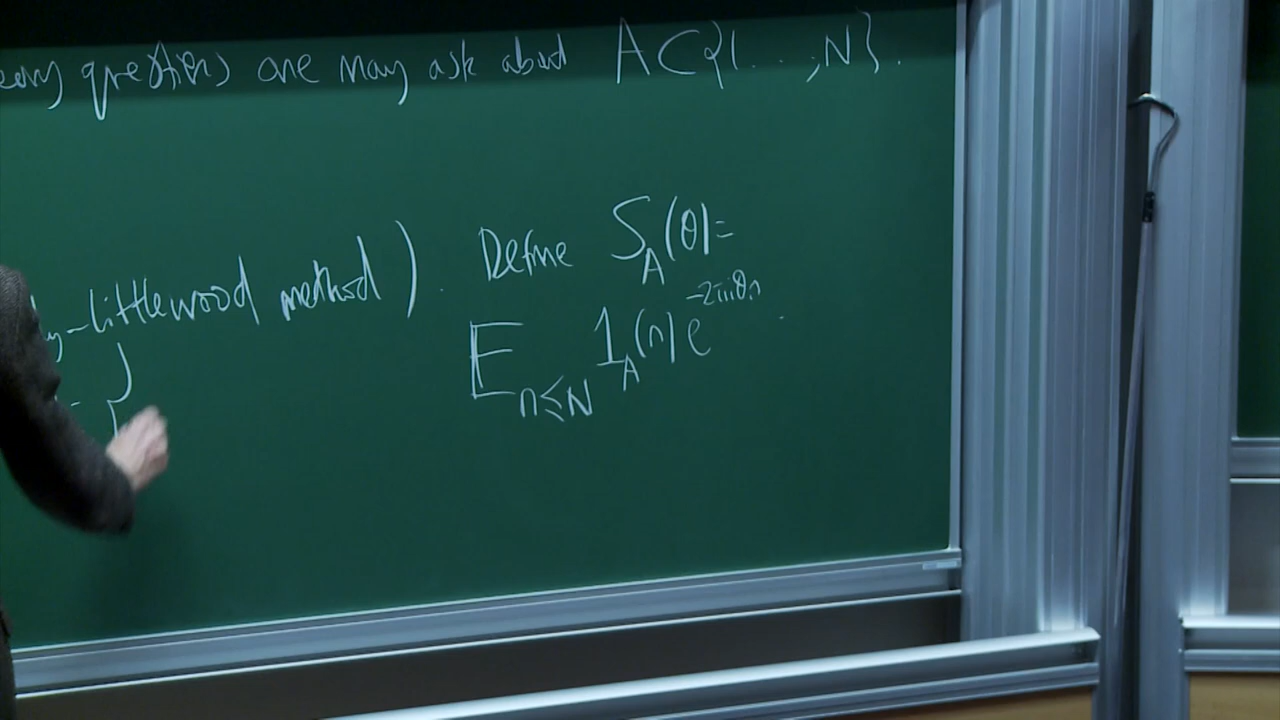 questions one may ask about A ⊂ {1...,N}.
-Littlewood method). Define S_A(θ)=
E_{n≤N} 1_A(n) e^{-2πiθn}.